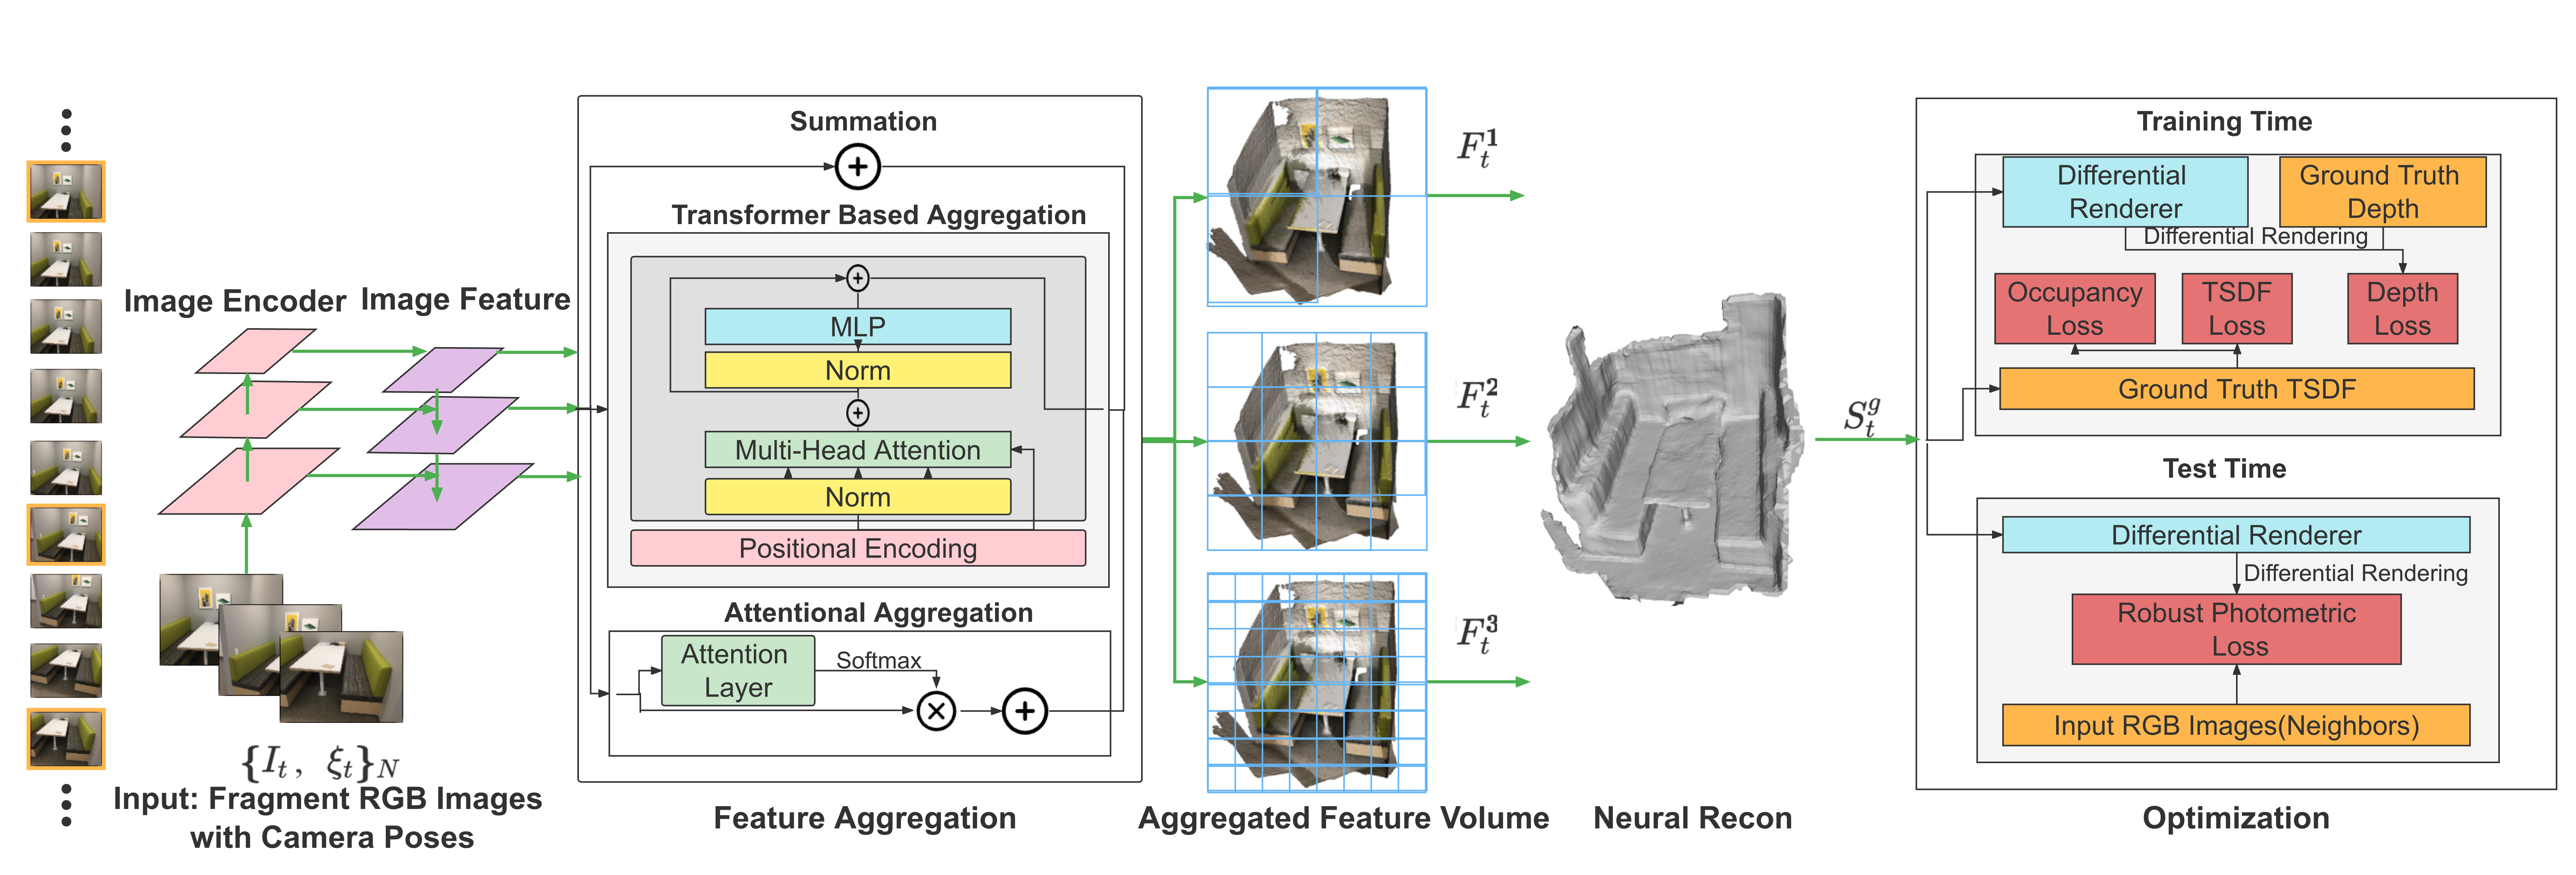 Image Encoder
Image Feature
{I_t, ξ_t}_N
Input: Fragment RGB Images
with Camera Poses
Summation
Transformer Based Aggregation
MLP
Norm
Multi-Head Attention
Norm
Positional Encoding
Attentional Aggregation
Attention
Layer
Softmax
Feature Aggregation
F_t^1
F_t^2
F_t^3
Aggregated Feature Volume
Neural Recon
S_t^g
Training Time
Differential
Renderer
Ground Truth
Depth
Differential Rendering
Occupancy
Loss
TSDF
Loss
Depth
Loss
Ground Truth TSDF
Test Time
Differential Renderer
Differential Rendering
Robust Photometric
Loss
Input RGB Images(Neighbors)
Optimization